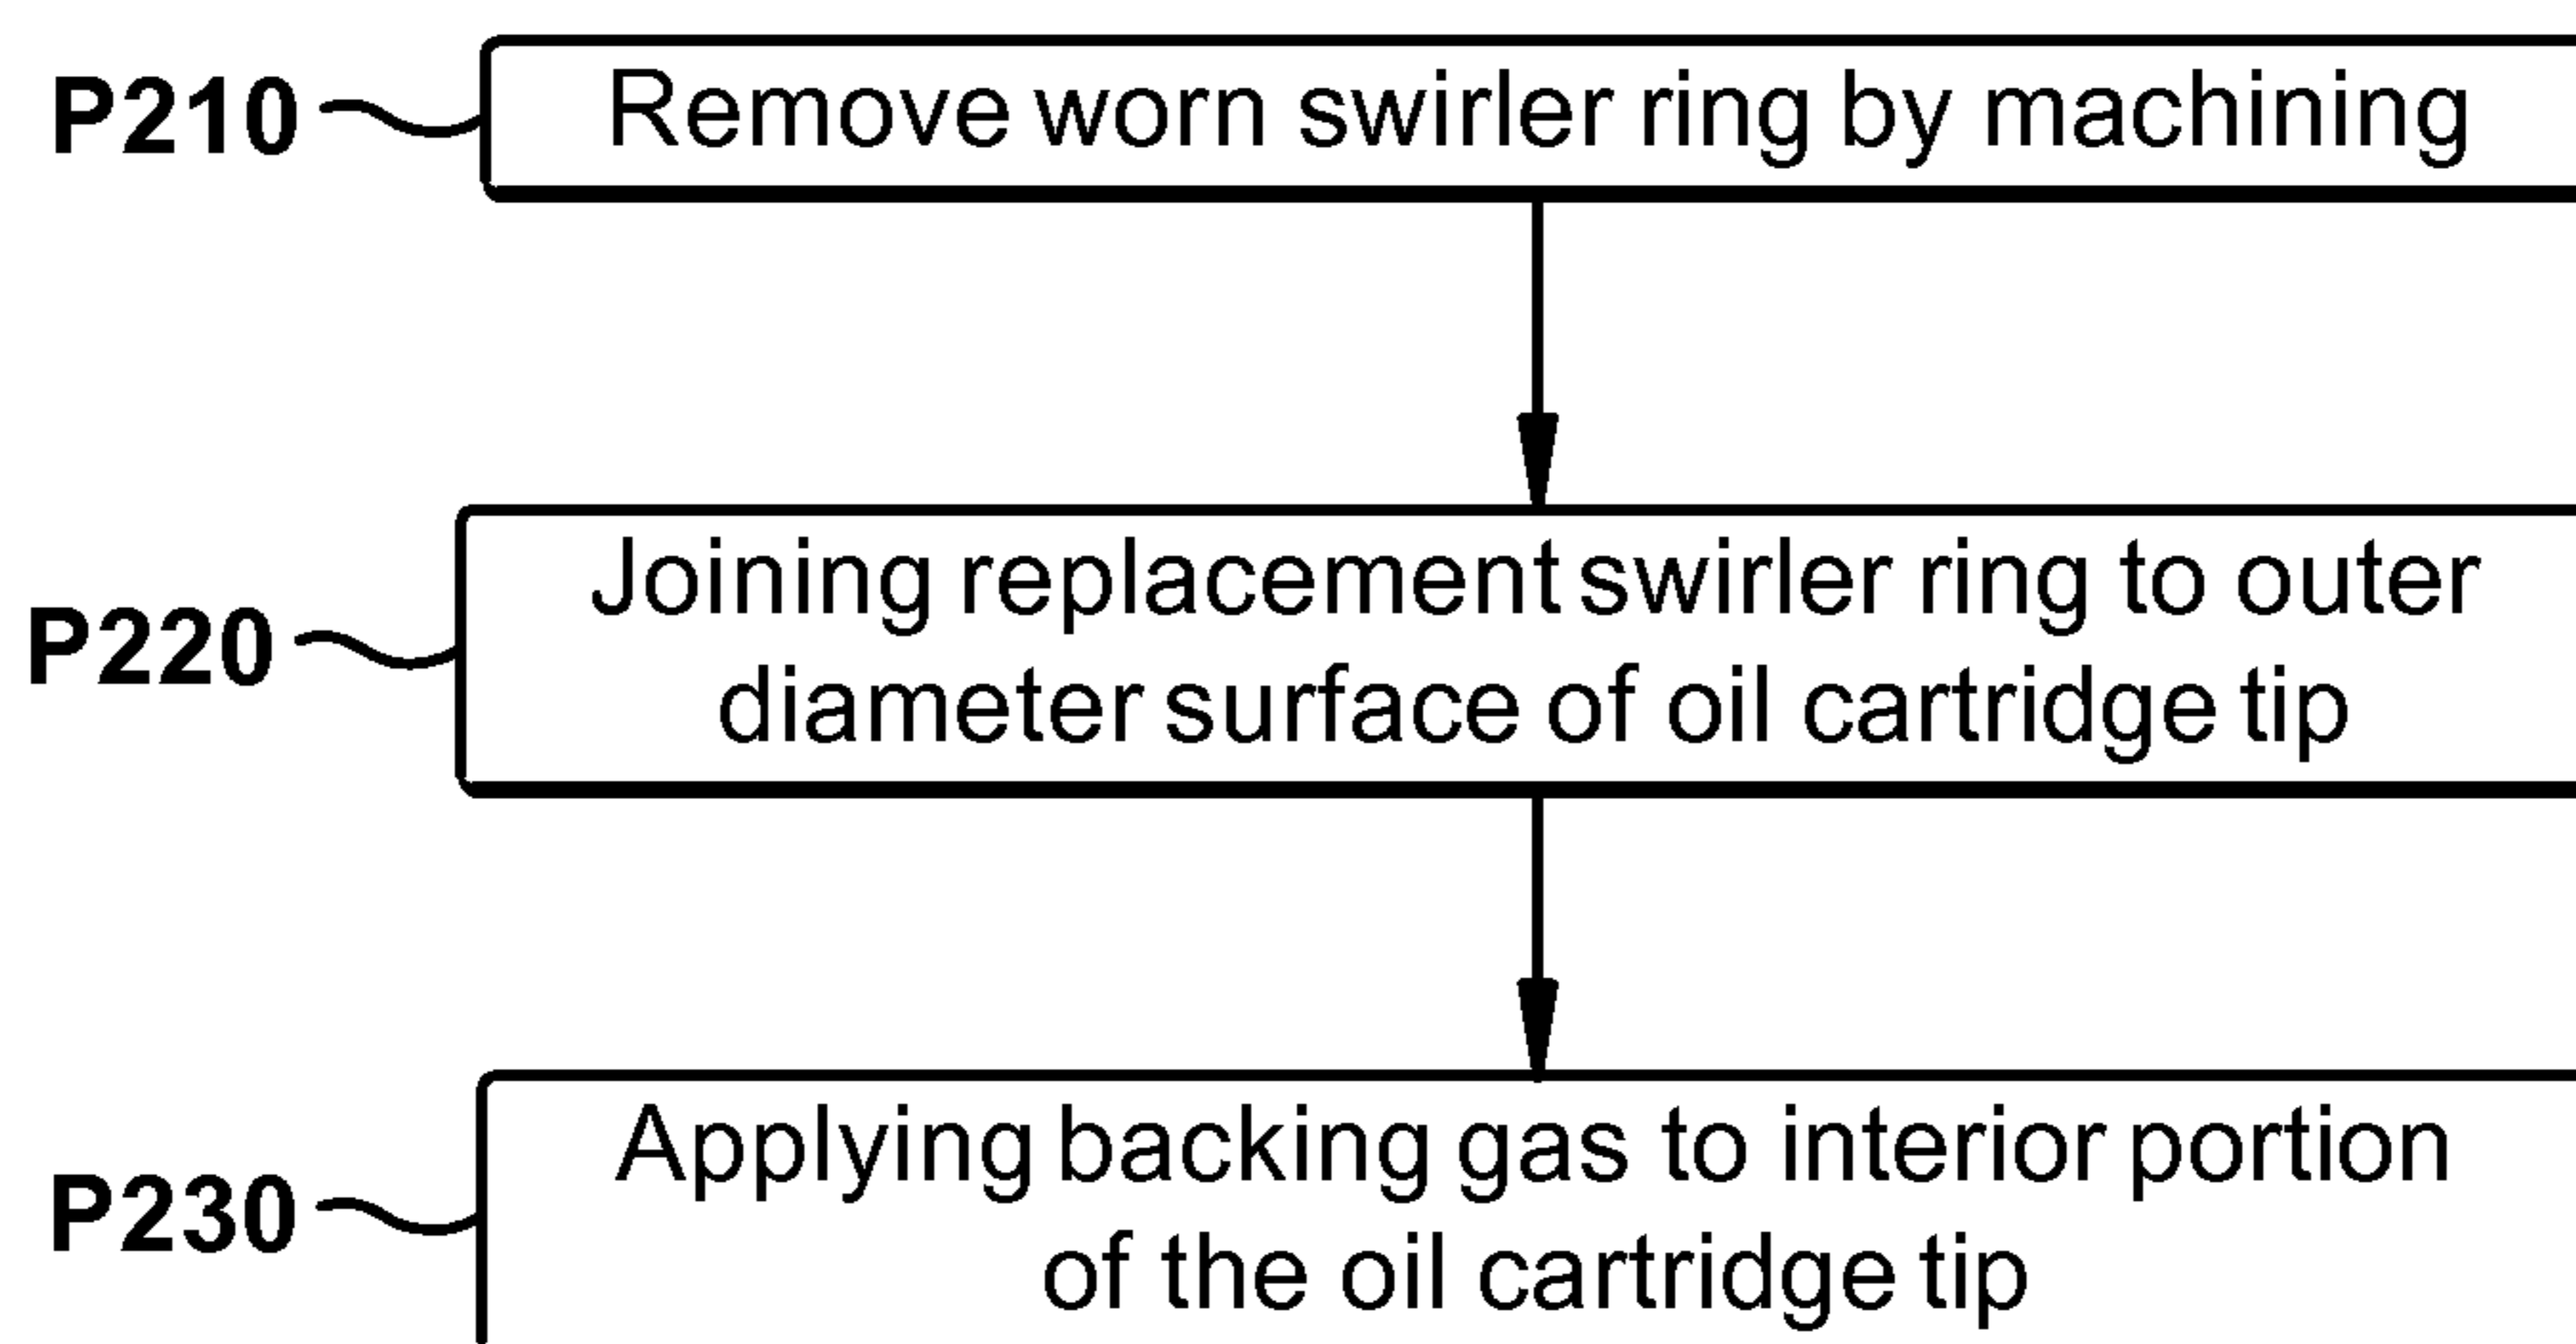 P210 Remove worn swirler ring by machining
P220 Joining replacement swirler ring to outer
diameter surface of oil cartridge tip
P230 Applying backing gas to interior portion
of the oil cartridge tip